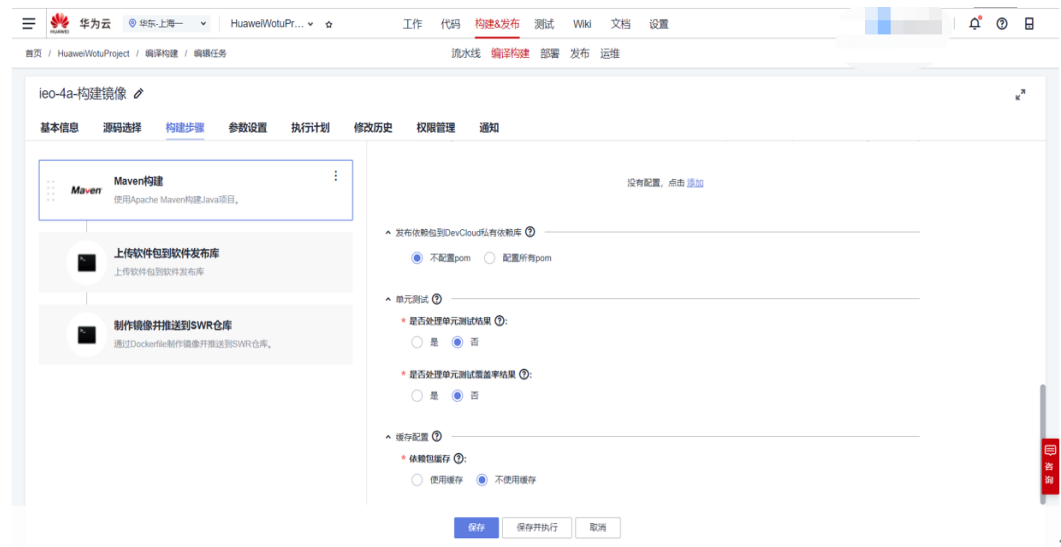 HUAWEI 华为云 华东-上海一 HuaweiWotuPr... 工作 代码 构建&发布 测试 Wiki 文档 设置
首页 / HuaweiWotuProject / 编译构建 / 编辑任务 流水线 编译构建 部署 发布 运维
ieo-4a-构建镜像
基本信息 源码选择 构建步骤 参数设置 执行计划 修改历史 权限管理 通知
Maven Maven构建
使用Apache Maven构建Java项目。
没有配置，点击 添加
上传软件包到软件发布库
上传软件包到软件发布库
制作镜像并推送到SWR仓库
通过Dockerfile制作镜像并推送到SWR仓库。
发布依赖包到DevCloud私有依赖库
不配置pom 配置所有pom
单元测试
* 是否处理单元测试结果 :
是 否
* 是否处理单元测试覆盖率结果 :
是 否
缓存配置
* 依赖包缓存 :
使用缓存 不使用缓存
咨询
保存 保存并执行 取消